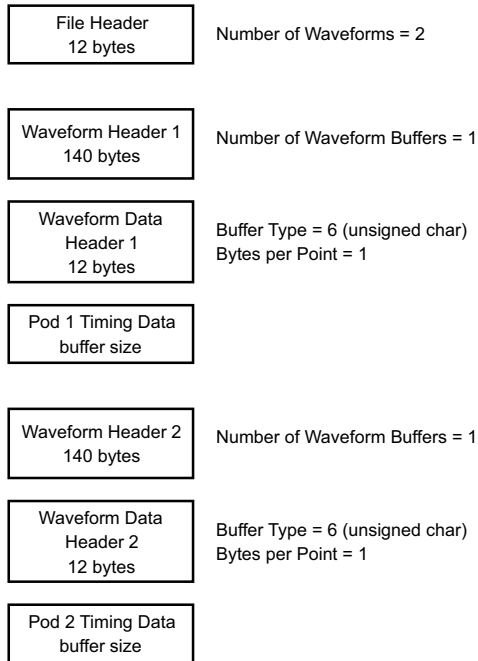 File Header
12 bytes
Number of Waveforms = 2
Waveform Header 1
140 bytes
Number of Waveform Buffers = 1
Waveform Data
Header 1
12 bytes
Buffer Type = 6 (unsigned char)
Bytes per Point = 1
Pod 1 Timing Data
buffer size
Waveform Header 2
140 bytes
Number of Waveform Buffers = 1
Waveform Data
Header 2
12 bytes
Buffer Type = 6 (unsigned char)
Bytes per Point = 1
Pod 2 Timing Data
buffer size